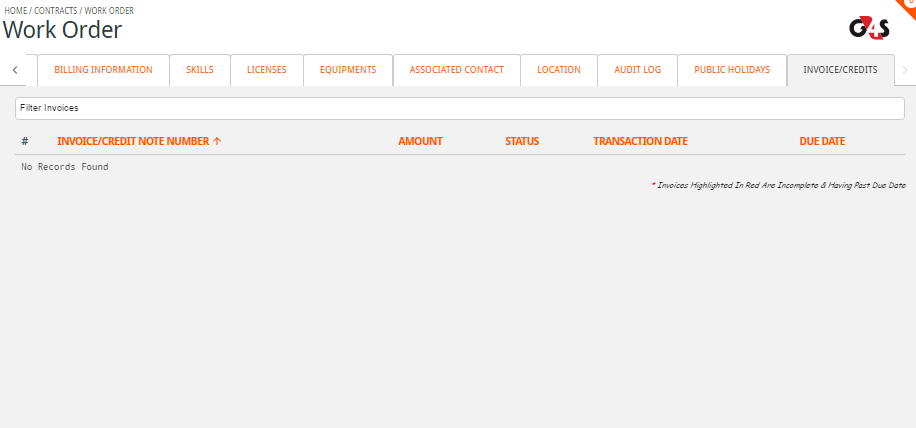 HOME / CONTRACTS / WORK ORDER
Work Order
G4S
BILLING INFORMATION SKILLS LICENSES EQUIPMENTS ASSOCIATED CONTACT LOCATION AUDIT LOG PUBLIC HOLIDAYS INVOICE/CREDITS
Filter Invoices
# INVOICE/CREDIT NOTE NUMBER ↑ AMOUNT STATUS TRANSACTION DATE DUE DATE
No Records Found
* Invoices Highlighted In Red Are Incomplete & Having Past Due Date